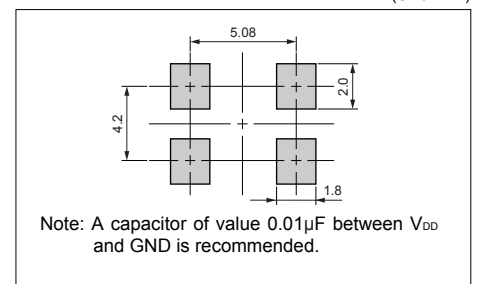 5.08
4.2
2.0
1.8
Note: A capacitor of value 0.01µF between VDD
and GND is recommended.